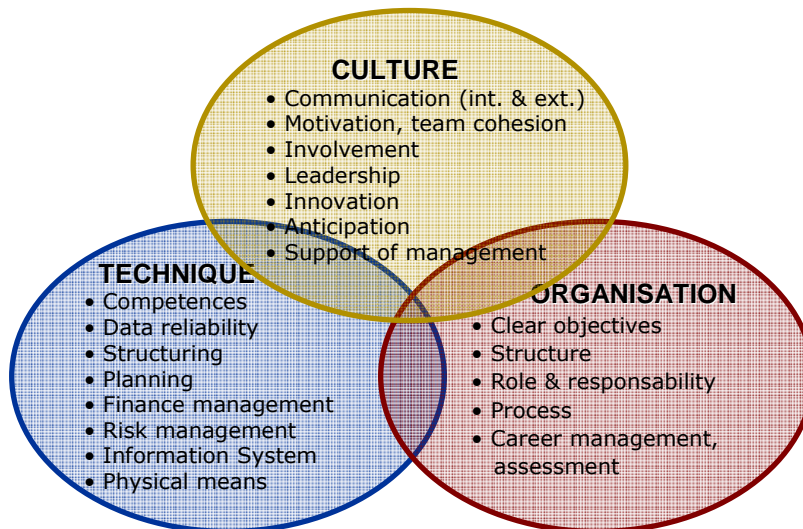 CULTURE
• Communication (int. & ext.)
• Motivation, team cohesion
• Involvement
• Leadership
• Innovation
• Anticipation
• Support of management
TECHNIQUE
• Competences
• Data reliability
• Structuring
• Planning
• Finance management
• Risk management
• Information System
• Physical means
ORGANISATION
• Clear objectives
• Structure
• Role & responsability
• Process
• Career management,
assessment